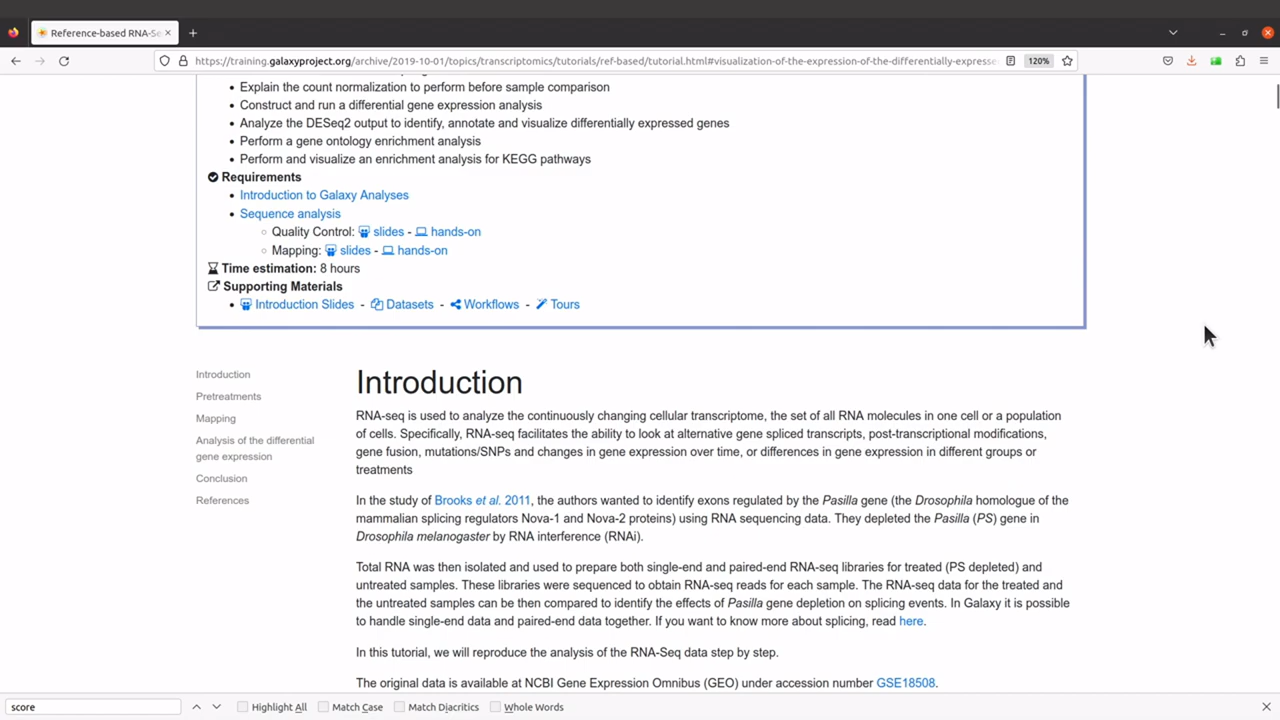 Reference-based RNA-Se
https://training.galaxyproject.org/archive/2019-10-01/topics/transcriptomics/tutorials/ref-based/tutorial.html#visualization-of-the-expression-of-the-differentially-expresse
120%
Explain the count normalization to perform before sample comparison
Construct and run a differential gene expression analysis
Analyze the DESeq2 output to identify, annotate and visualize differentially expressed genes
Perform a gene ontology enrichment analysis
Perform and visualize an enrichment analysis for KEGG pathways
Requirements
Introduction to Galaxy Analyses
Sequence analysis
Quality Control: slides - hands-on
Mapping: slides - hands-on
Time estimation: 8 hours
Supporting Materials
Introduction Slides - Datasets - Workflows - Tours
Introduction
Pretreatments
Mapping
Analysis of the differential
gene expression
Conclusion
References
Introduction
RNA-seq is used to analyze the continuously changing cellular transcriptome, the set of all RNA molecules in one cell or a population
of cells. Specifically, RNA-seq facilitates the ability to look at alternative gene spliced transcripts, post-transcriptional modifications,
gene fusion, mutations/SNPs and changes in gene expression over time, or differences in gene expression in different groups or
treatments
In the study of Brooks et al. 2011, the authors wanted to identify exons regulated by the Pasilla gene (the Drosophila homologue of the
mammalian splicing regulators Nova-1 and Nova-2 proteins) using RNA sequencing data. They depleted the Pasilla (PS) gene in
Drosophila melanogaster by RNA interference (RNAi).
Total RNA was then isolated and used to prepare both single-end and paired-end RNA-seq libraries for treated (PS depleted) and
untreated samples. These libraries were sequenced to obtain RNA-seq reads for each sample. The RNA-seq data for the treated and
the untreated samples can be then compared to identify the effects of Pasilla gene depletion on splicing events. In Galaxy it is possible
to handle single-end data and paired-end data together. If you want to know more about splicing, read here.
In this tutorial, we will reproduce the analysis of the RNA-Seq data step by step.
The original data is available at NCBI Gene Expression Omnibus (GEO) under accession number GSE18508.
score
Highlight All
Match Case
Match Diacritics
Whole Words